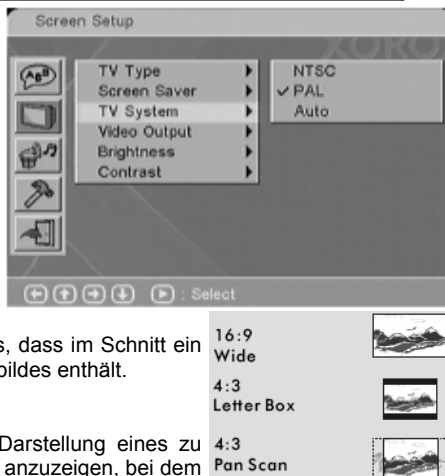 Screen Setup
XORO
TV Type
Screen Saver
TV System
Video Output
Brightness
Contrast
NTSC
✓ PAL
Auto
: Select
s, dass im Schnitt ein
bildes enthält.
Darstellung eines zu
anzuzeigen, bei dem
16:9
Wide
4:3
Letter Box
4:3
Pan Scan